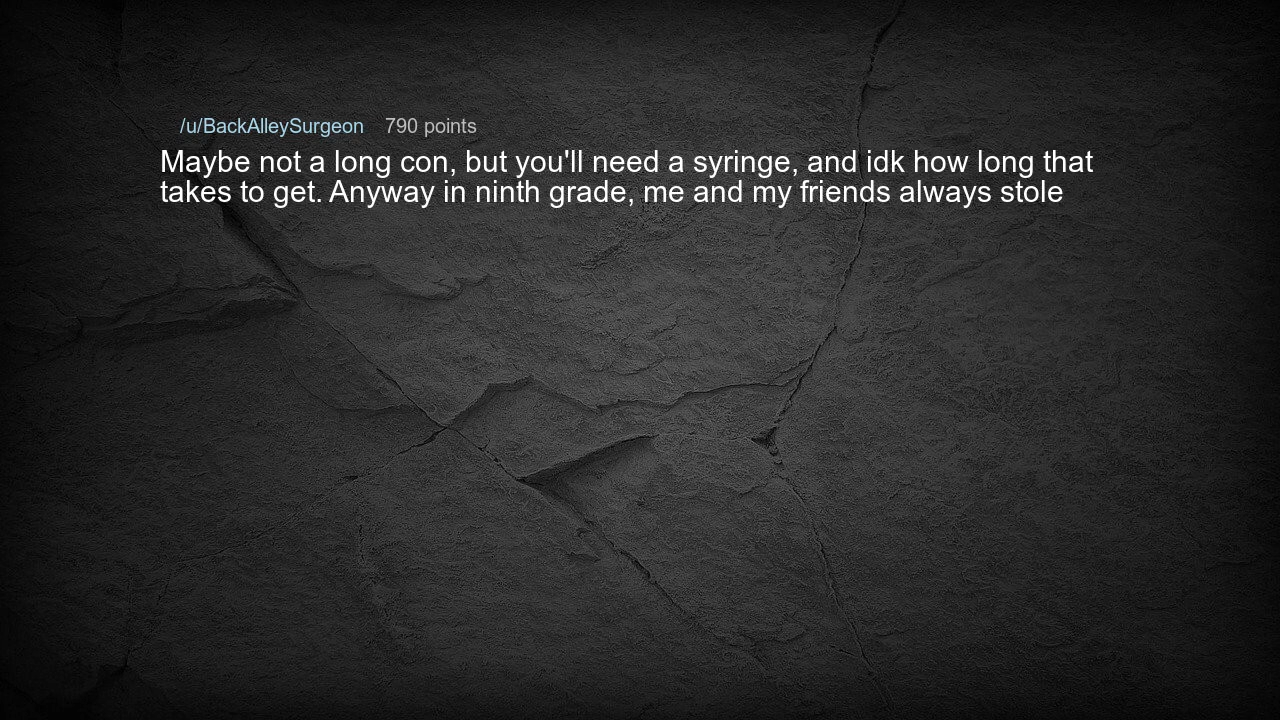 /u/BackAlleySurgeon 790 points
Maybe not a long con, but you'll need a syringe, and idk how long that
takes to get. Anyway in ninth grade, me and my friends always stole